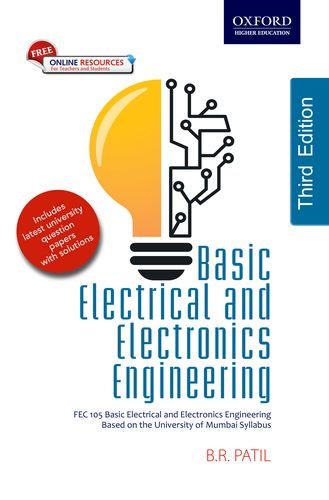 OXFORD
HIGHER EDUCATION
FREE
ONLINE RESOURCES
For Teachers and Students
Third Edition
Includes
latest university
question
papers
with solutions
Basic
Electrical and
Electronics
Engineering
FEC 105 Basic Electrical and Electronics Engineering
Based on the University of Mumbai Syllabus
B.R. PATIL